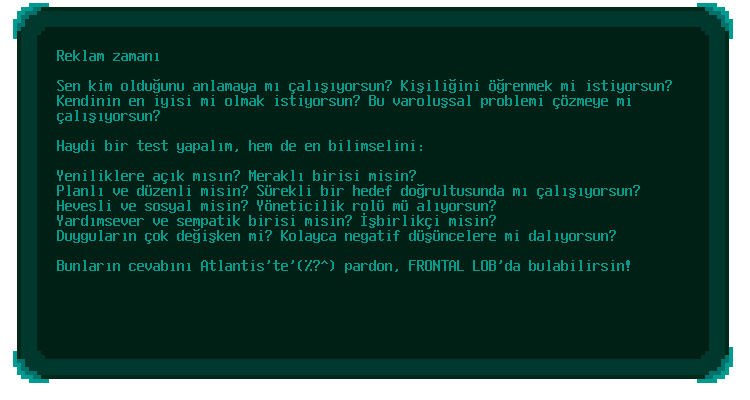 Reklam zamanı
Sen kim olduğunu anlamaya mı çalışıyorsun? Kişiliğini öğrenmek mi istiyorsun?
Kendinin en iyisi mi olmak istiyorsun? Bu varoluşsal problemi çözmeye mi
çalışıyorsun?
Haydi bir test yapalım, hem de en bilimselini:
Yeniliklere açık mısın? Meraklı birisi misin?
Planlı ve düzenli misin? Sürekli bir hedef doğrultusunda mı çalışıyorsun?
Hevesli ve sosyal misin? Yöneticilik rolü mü alıyorsun?
Yardımsever ve sempatik birisi misin? İşbirlikçi misin?
Duyguların çok değişken mi? Kolayca negatif düşüncelere mi dalıyorsun?
Bunların cevabını Atlantis'te'(%?^) pardon, FRONTAL LOB'da bulabilirsin!